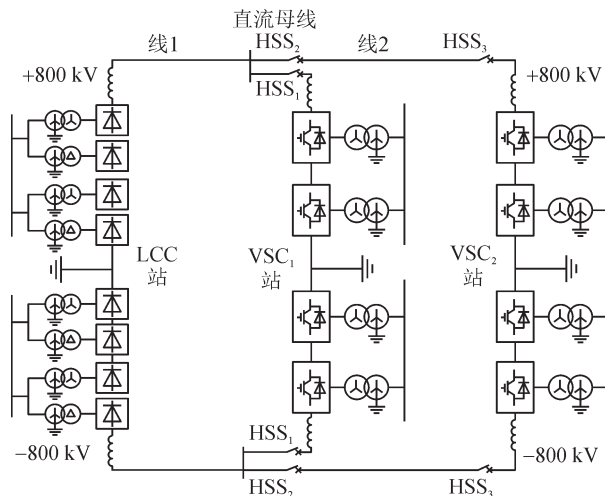 直流母线
线1
HSS₂
线2
HSS₃
+800 kV
HSS₁
+800 kV
LCC
站
VSC₁
站
VSC₂
站
−800 kV
HSS₁
HSS₂
HSS₃
−800 kV